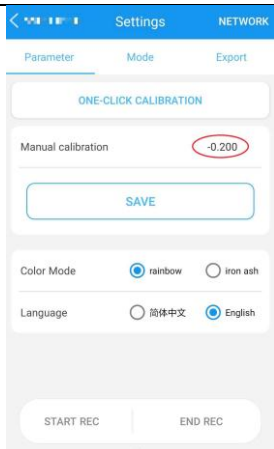 Settings NETWORK
Parameter Mode Export
ONE-CLICK CALIBRATION
Manual calibration -0.200
SAVE
Color Mode rainbow iron ash
Language 简体中文 English
START REC END REC